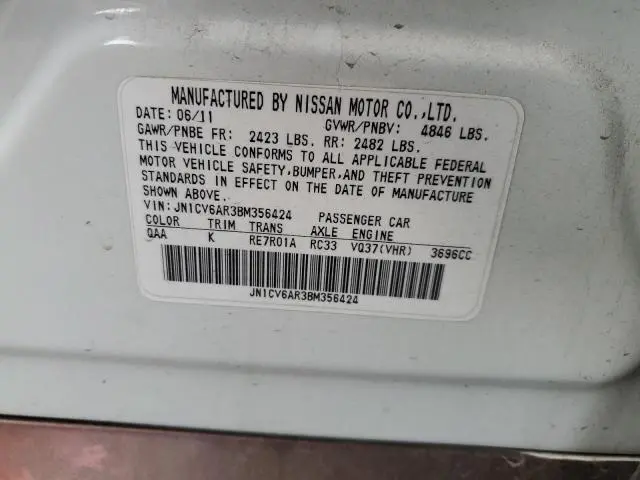 MANUFACTURED BY NISSAN MOTOR CO.,LTD.
DATE: 06/11 GVWR/PNBV: 4846 LBS.
GAWR/PNBE FR: 2423 LBS. RR: 2482 LBS.
THIS VEHICLE CONFORMS TO ALL APPLICABLE FEDERAL
MOTOR VEHICLE SAFETY,BUMPER,AND THEFT PREVENTION
STANDARDS IN EFFECT ON THE DATE OF MANUFACTURE
SHOWN ABOVE.
VIN: JN1CV6AR3BM356424 PASSENGER CAR
COLOR TRIM TRANS AXLE ENGINE
QAA K RE7R01A RC33 VQ37(VHR) 3696CC
JN1CV6AR3BM356424